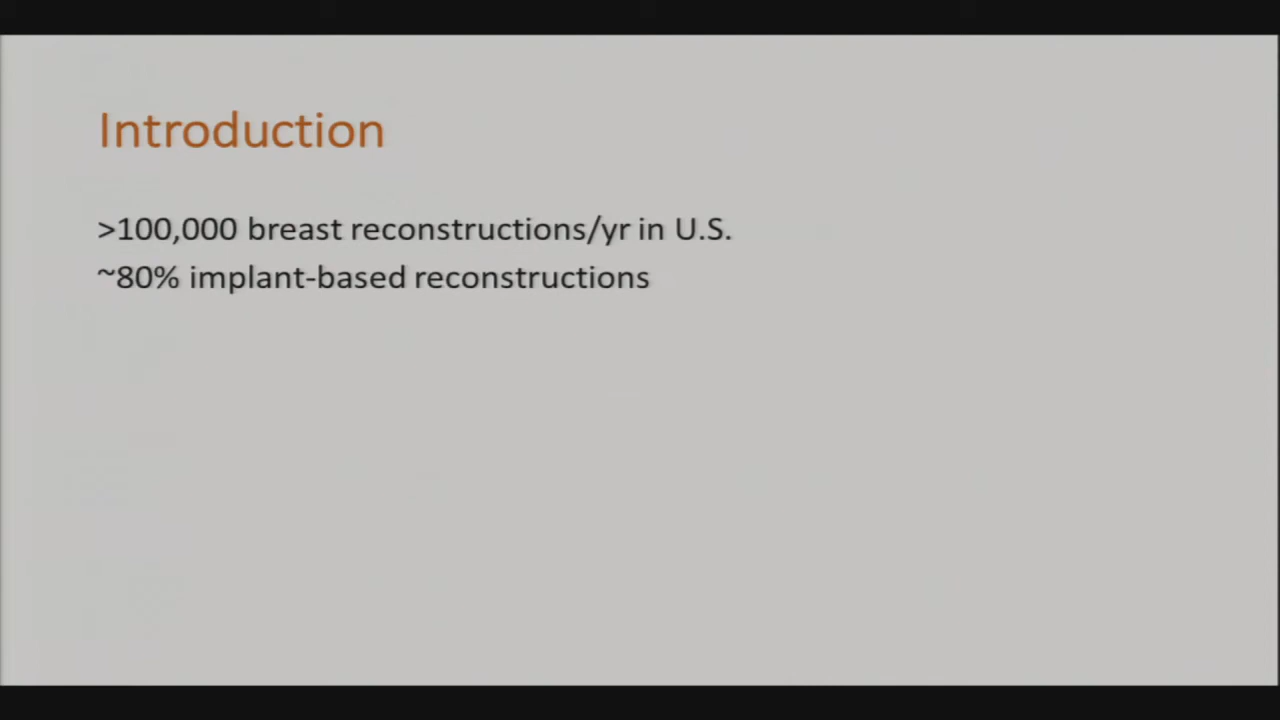 Introduction
>100,000 breast reconstructions/yr in U.S.
~80% implant-based reconstructions